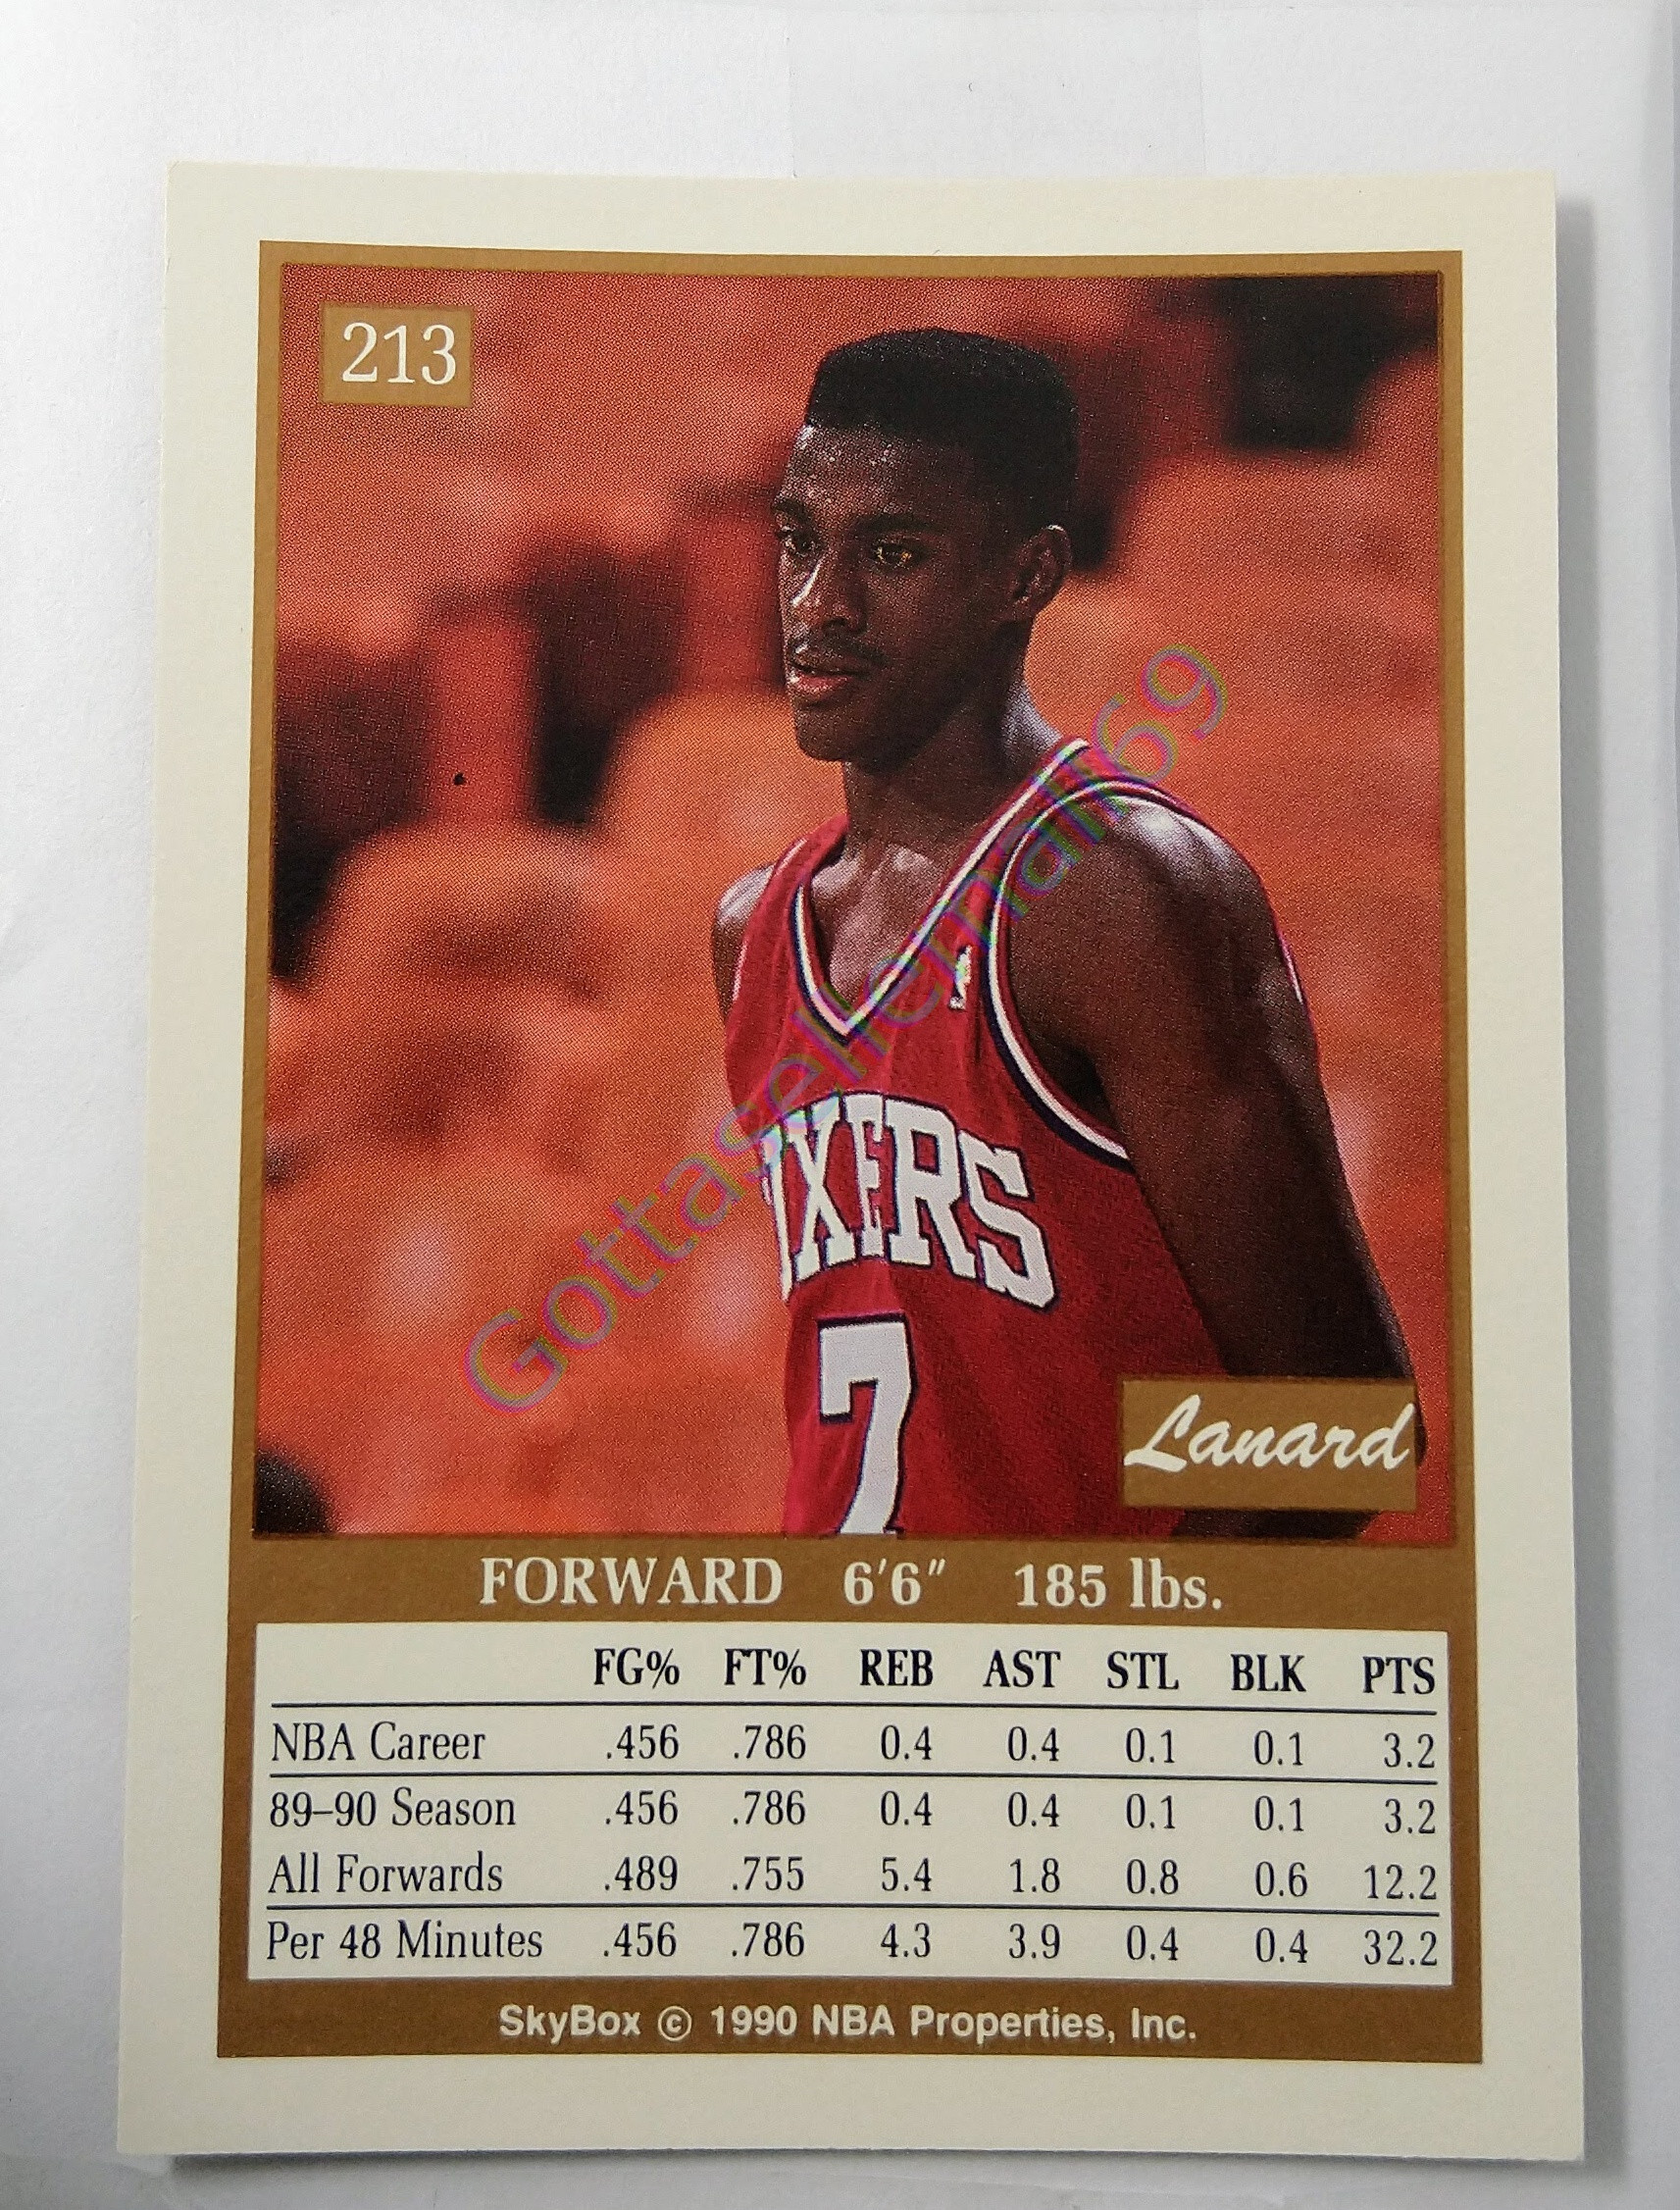 213
Gottasellemall69
IXERS
7
Lanard
FORWARD 6'6" 185 lbs.
FG% FT% REB AST STL BLK PTS
NBA Career .456 .786 0.4 0.4 0.1 0.1 3.2
89–90 Season .456 .786 0.4 0.4 0.1 0.1 3.2
All Forwards .489 .755 5.4 1.8 0.8 0.6 12.2
Per 48 Minutes .456 .786 4.3 3.9 0.4 0.4 32.2
SkyBox © 1990 NBA Properties, Inc.